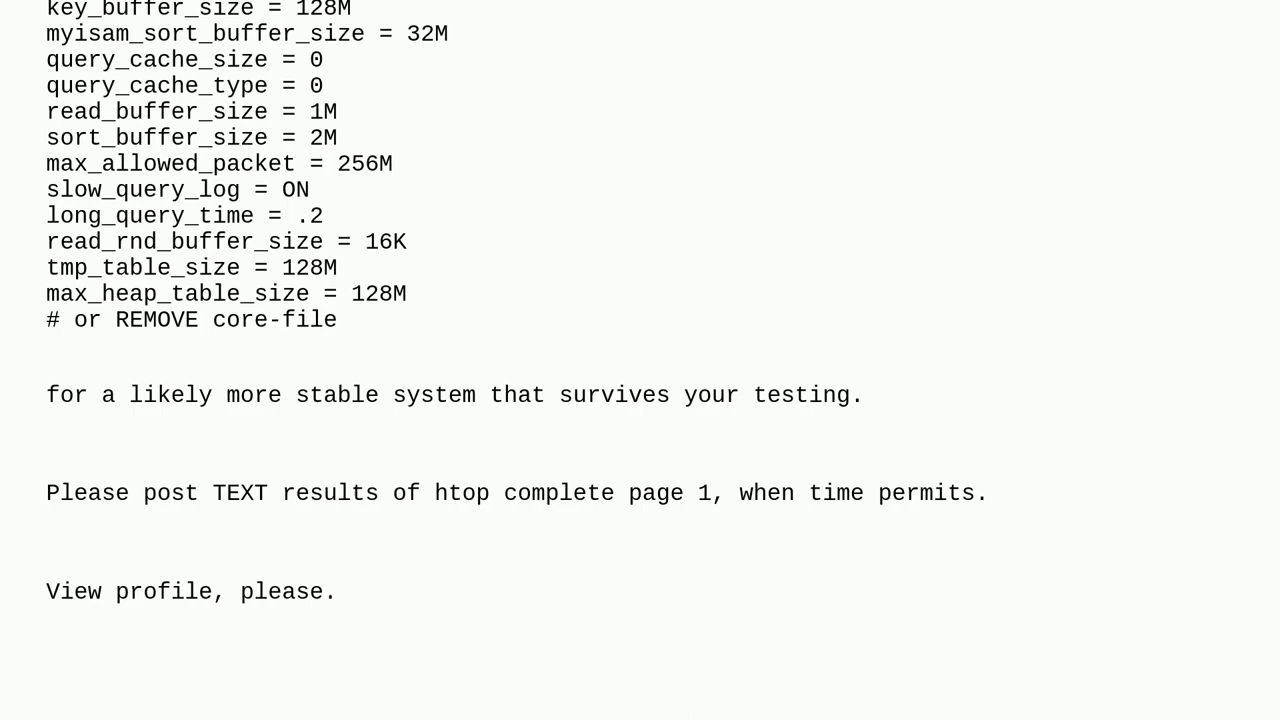 key_buffer_size = 128M
myisam_sort_buffer_size = 32M
query_cache_size = 0
query_cache_type = 0
read_buffer_size = 1M
sort_buffer_size = 2M
max_allowed_packet = 256M
slow_query_log = ON
long_query_time = .2
read_rnd_buffer_size = 16K
tmp_table_size = 128M
max_heap_table_size = 128M
# or REMOVE core-file
for a likely more stable system that survives your testing.
Please post TEXT results of htop complete page 1, when time permits.
View profile, please.